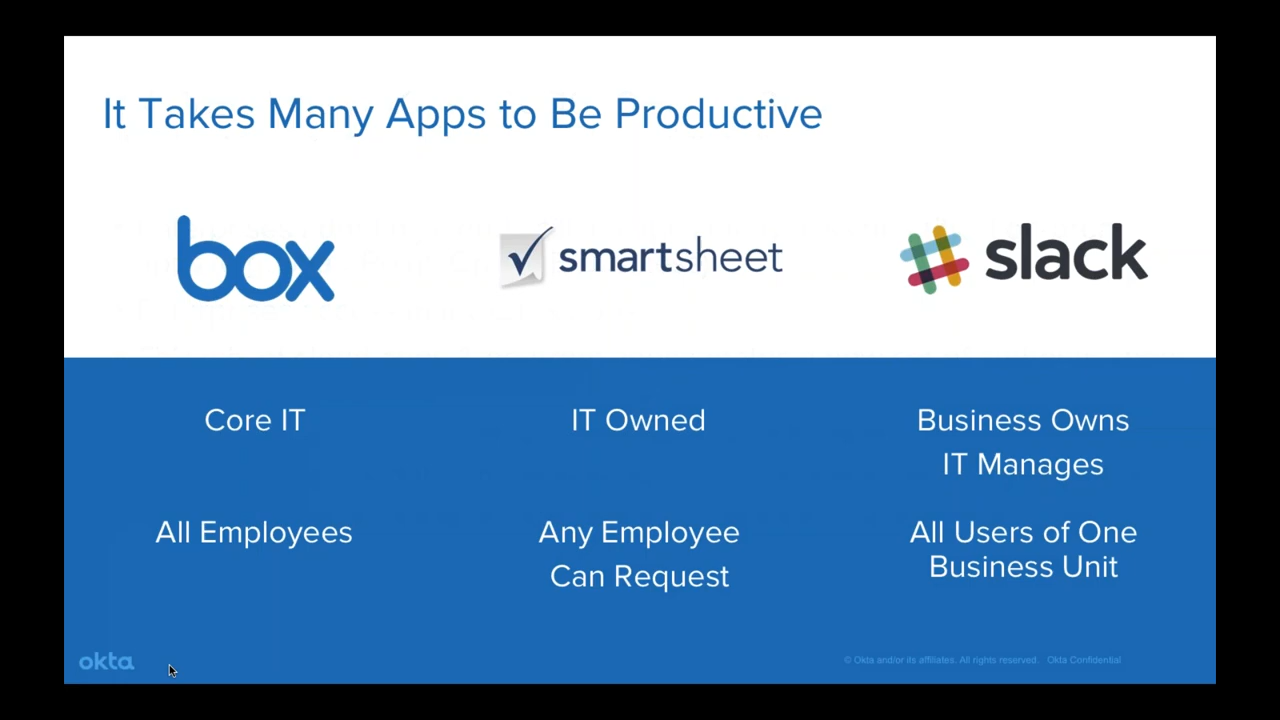 It Takes Many Apps to Be Productive
box
smartsheet
slack
Core IT
IT Owned
Business Owns
IT Manages
All Employees
Any Employee
Can Request
All Users of One
Business Unit
okta
© Okta and/or its affiliates. All rights reserved. Okta Confidential